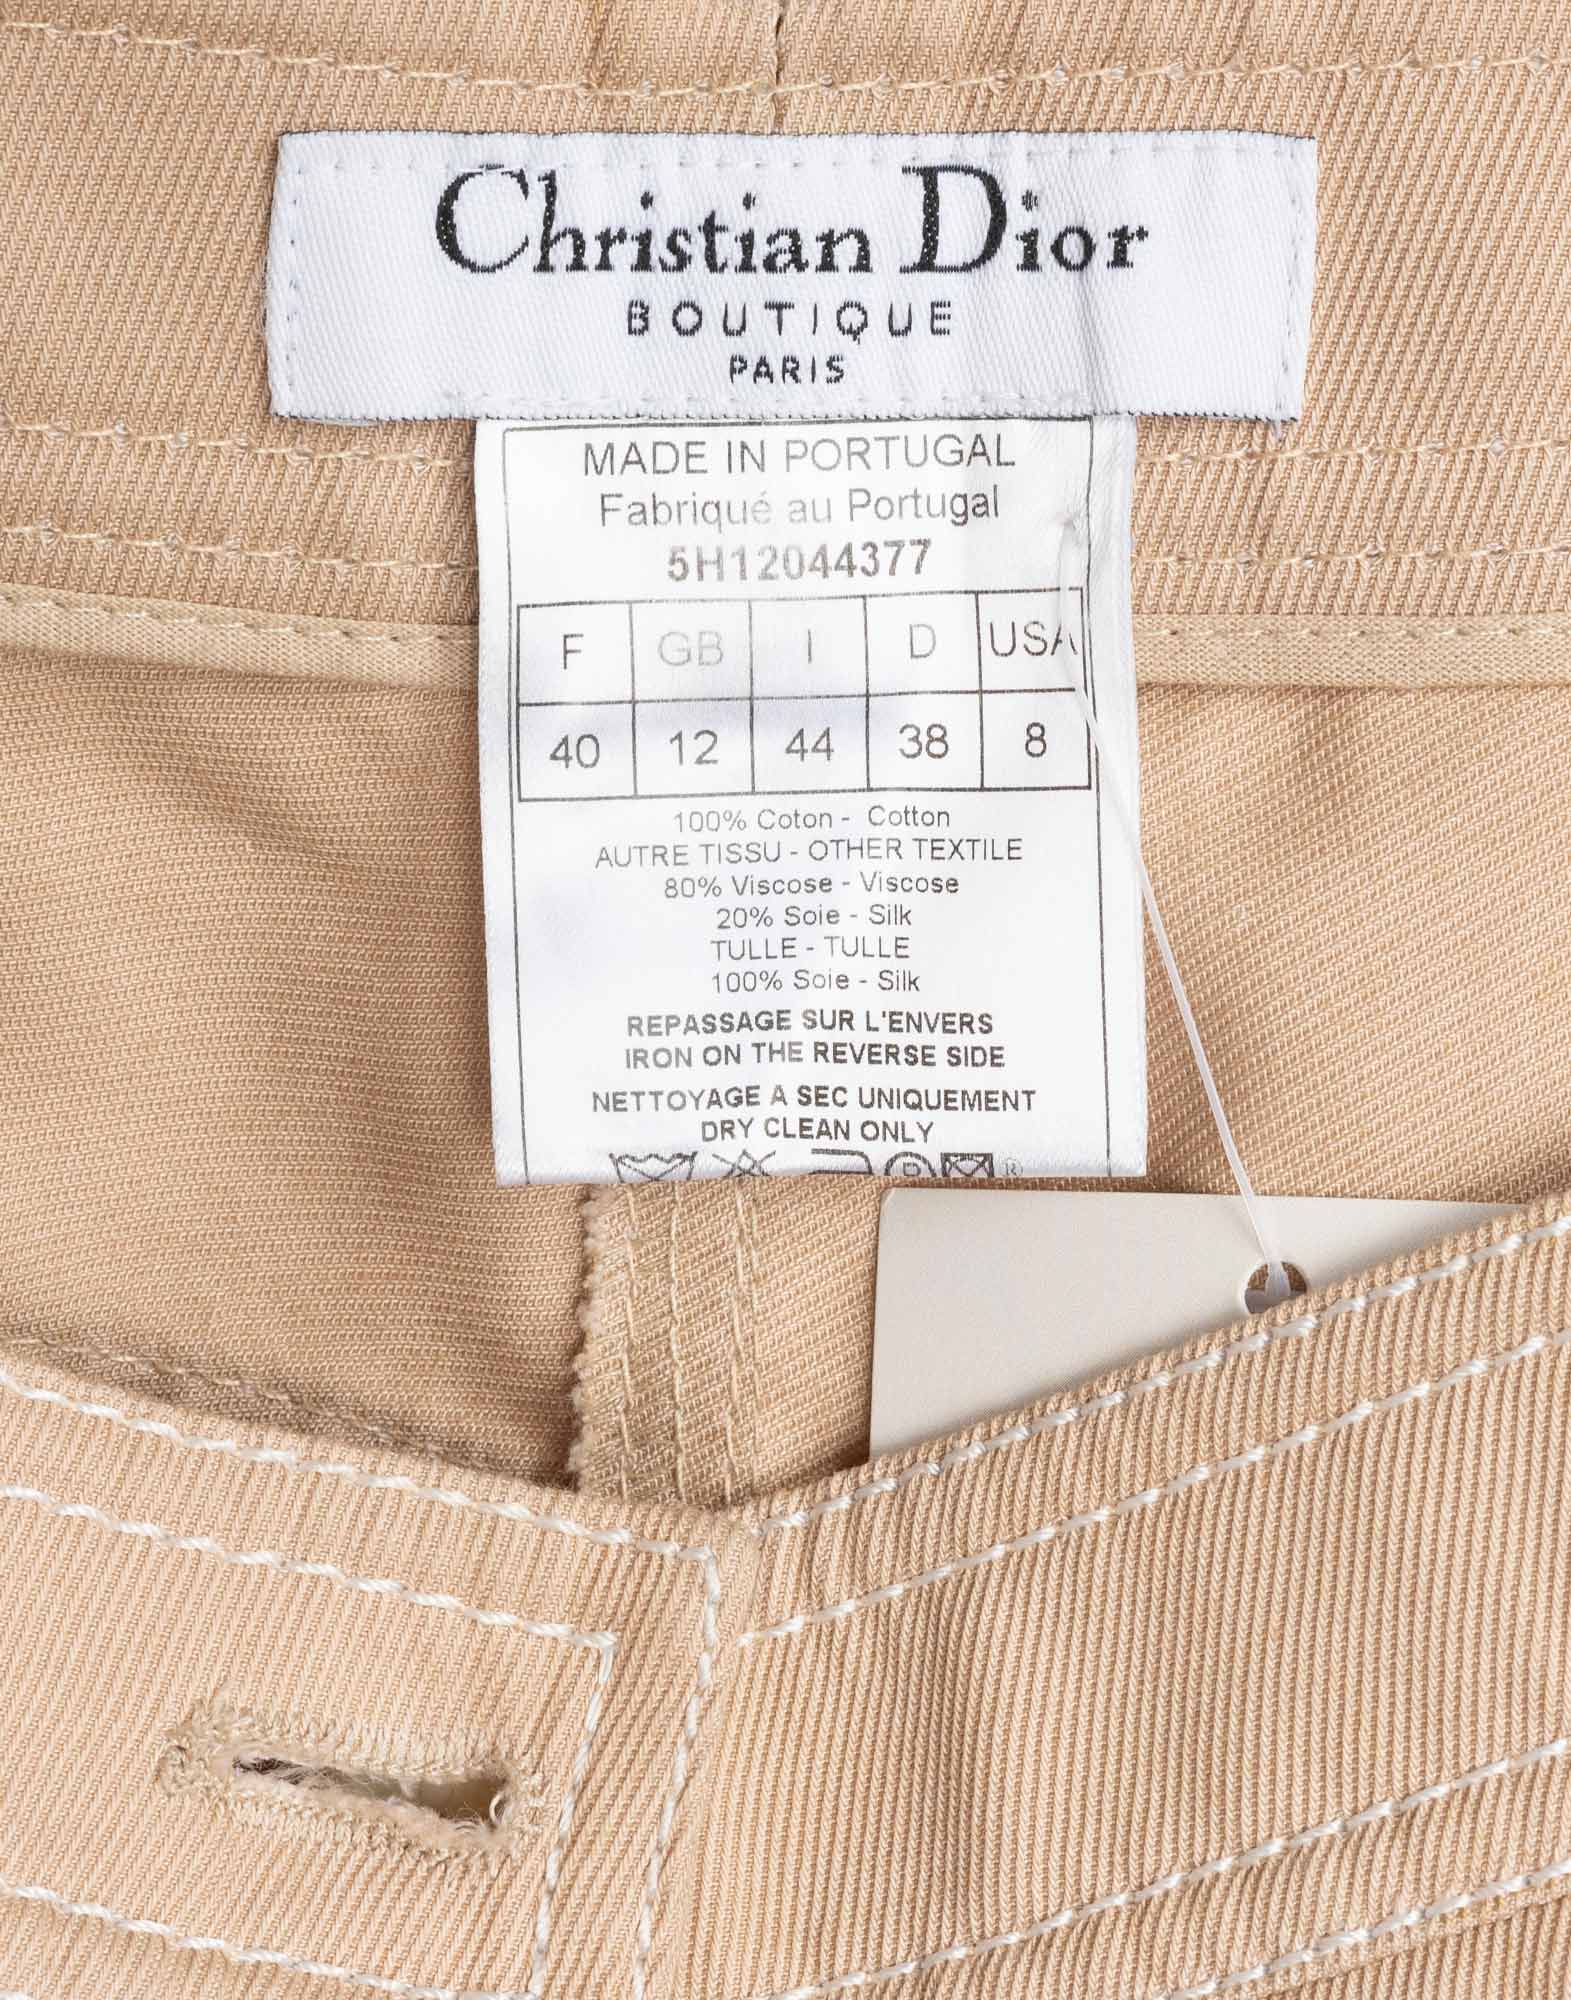 Christian Dior
BOUTIQUE
PARIS
MADE IN PORTUGAL
Fabriqué au Portugal
5H12044377
F GB I D USA
40 12 44 38 8
100% Coton - Cotton
AUTRE TISSU - OTHER TEXTILE
80% Viscose - Viscose
20% Soie - Silk
TULLE - TULLE
100% Soie - Silk
REPASSAGE SUR L'ENVERS
IRON ON THE REVERSE SIDE
NETTOYAGE A SEC UNIQUEMENT
DRY CLEAN ONLY
P ®